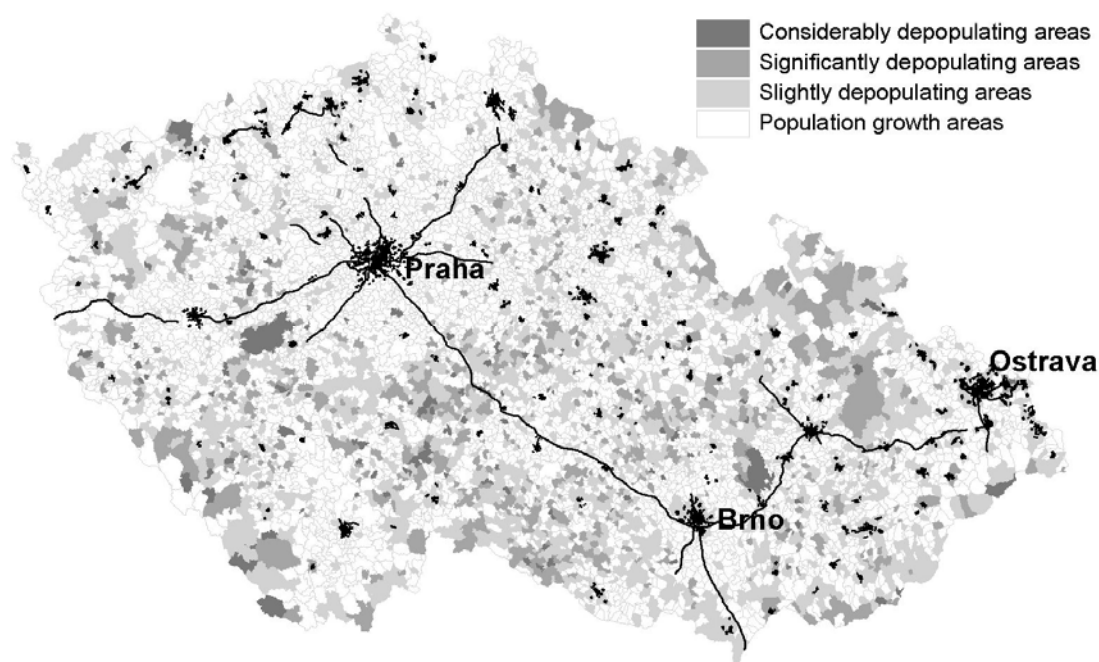 Considerably depopulating areas
Significantly depopulating areas
Slightly depopulating areas
Population growth areas
Praha
Ostrava
Brno